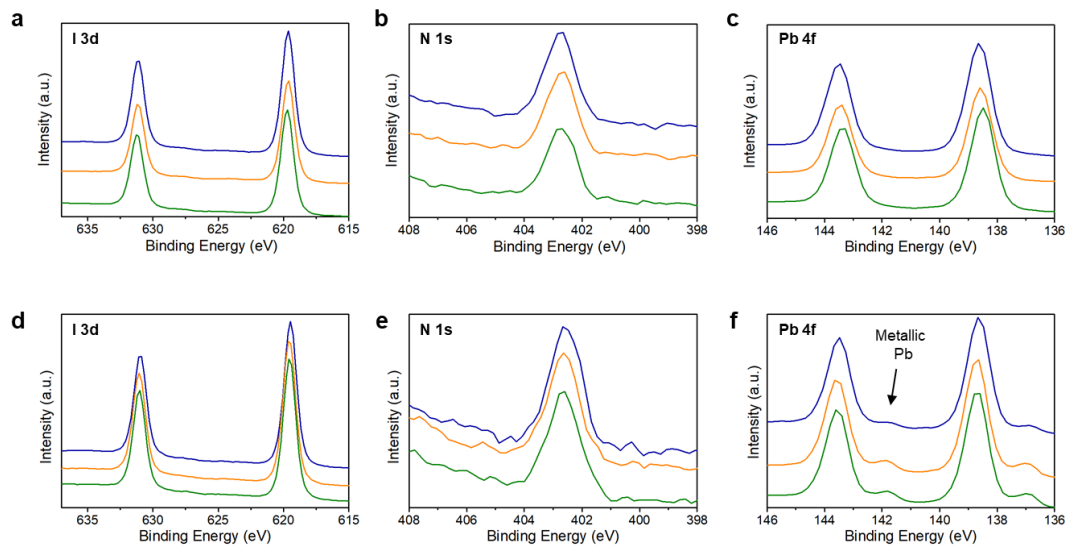 a
I 3d
Intensity (a.u.)
635 630 625 620 615
Binding Energy (eV)
b
N 1s
Intensity (a.u.)
408 406 404 402 400 398
Binding Energy (eV)
c
Pb 4f
Intensity (a.u.)
146 144 142 140 138 136
Binding Energy (eV)
d
I 3d
Intensity (a.u.)
635 630 625 620 615
Binding Energy (eV)
e
N 1s
Intensity (a.u.)
408 406 404 402 400 398
Binding Energy (eV)
f
Pb 4f
Metallic
Pb
Intensity (a.u.)
146 144 142 140 138 136
Binding Energy (eV)